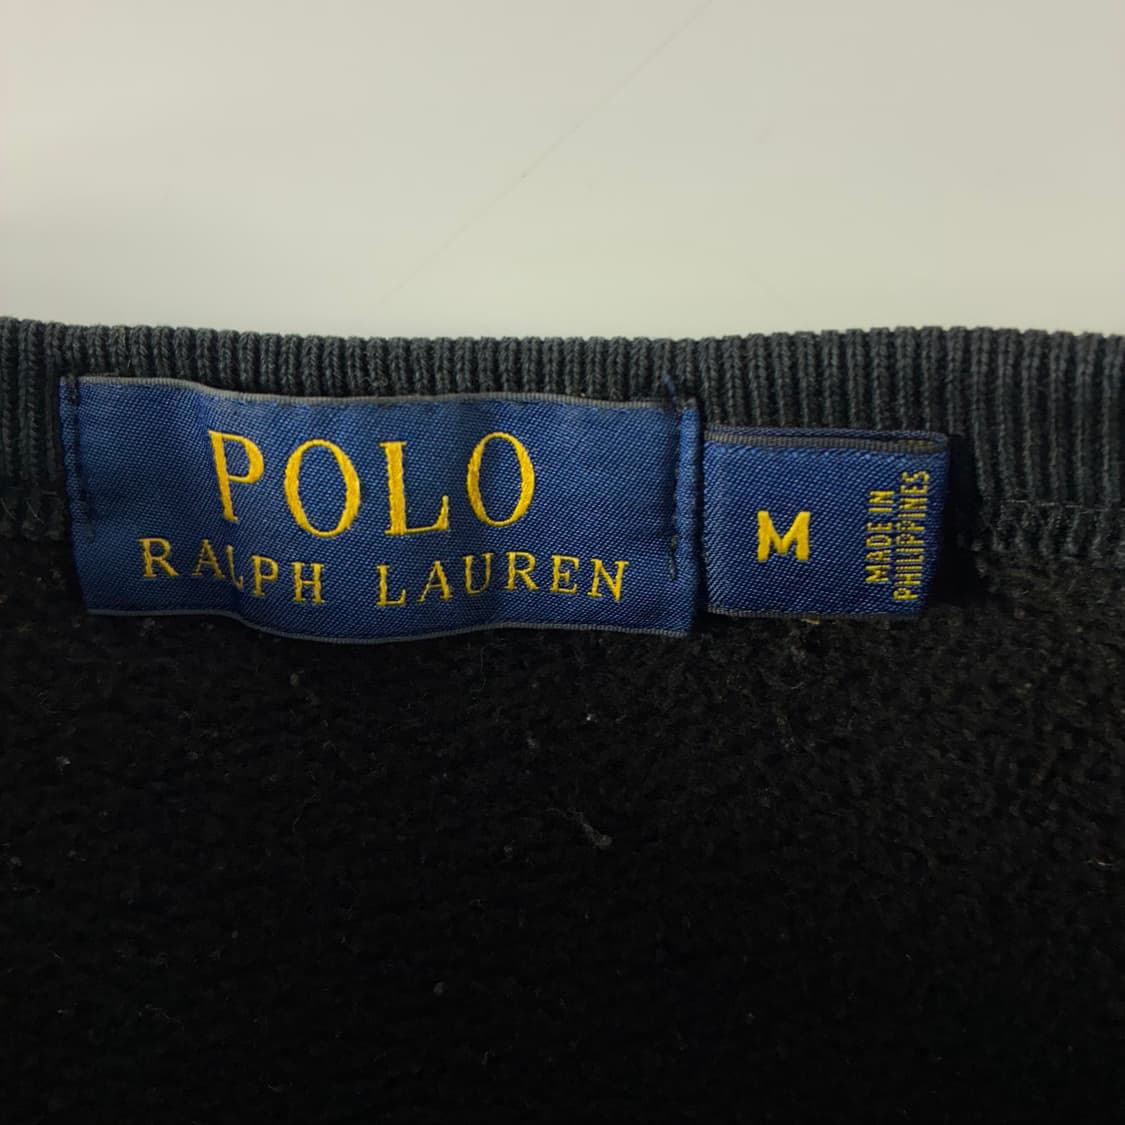 POLO
RALPH LAUREN
M
MADE IN
PHILIPPINES